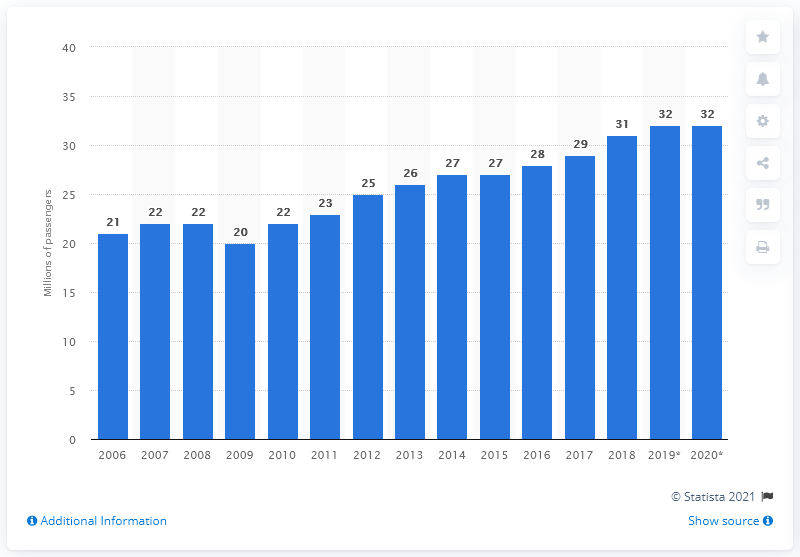 40
35
30
25
20
15
10
5
0
Millions of passengers
21 22 22 20 22 23 25 26 27 27 28 29 31 32 32
2006 2007 2008 2009 2010 2011 2012 2013 2014 2015 2016 2017 2018 2019* 2020*
© Statista 2021
Additional Information Show source